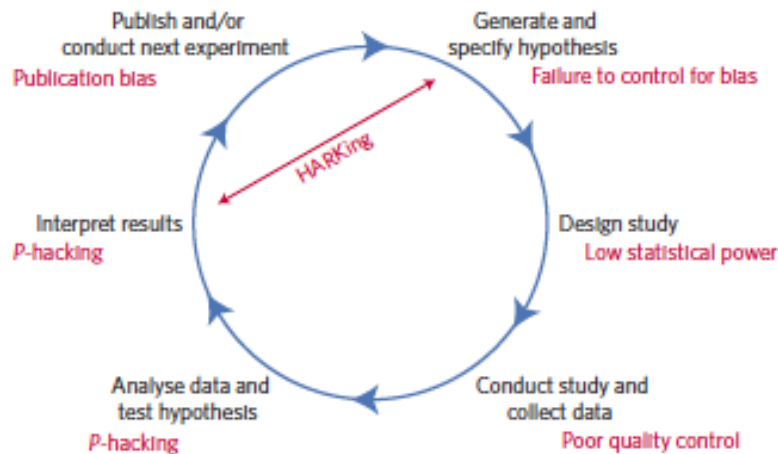 Publish and/or
conduct next experiment
Publication bias
Generate and
specify hypothesis
Failure to control for bias
HARKing
Interpret results
P-hacking
Design study
Low statistical power
Analyse data and
test hypothesis
P-hacking
Conduct study and
collect data
Poor quality control